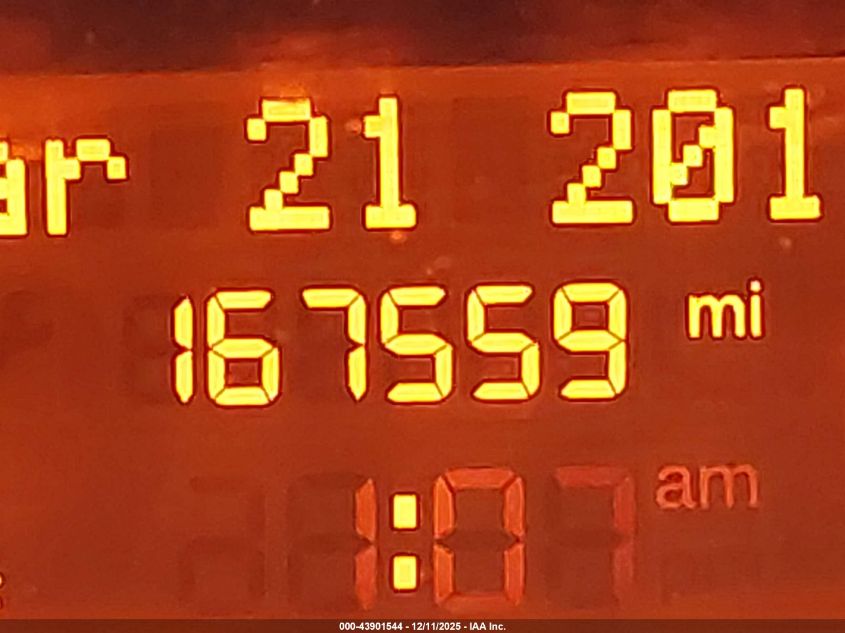 ar 21 201
167559 mi
1:07 am
000-43901544 - 12/11/2025 - IAA Inc.